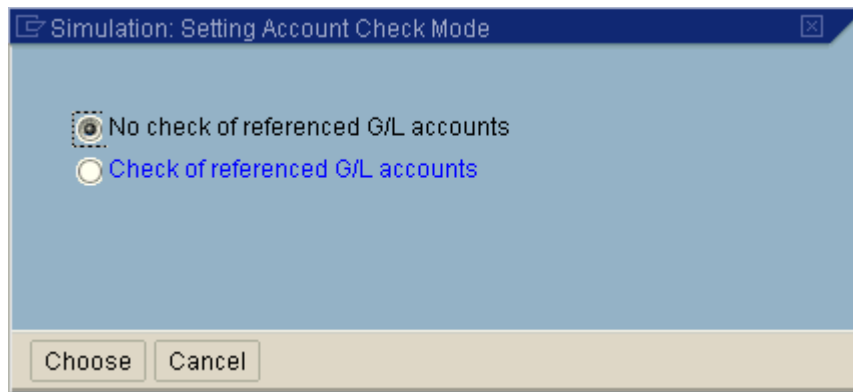 Simulation: Setting Account Check Mode
No check of referenced G/L accounts
Check of referenced G/L accounts
Choose Cancel